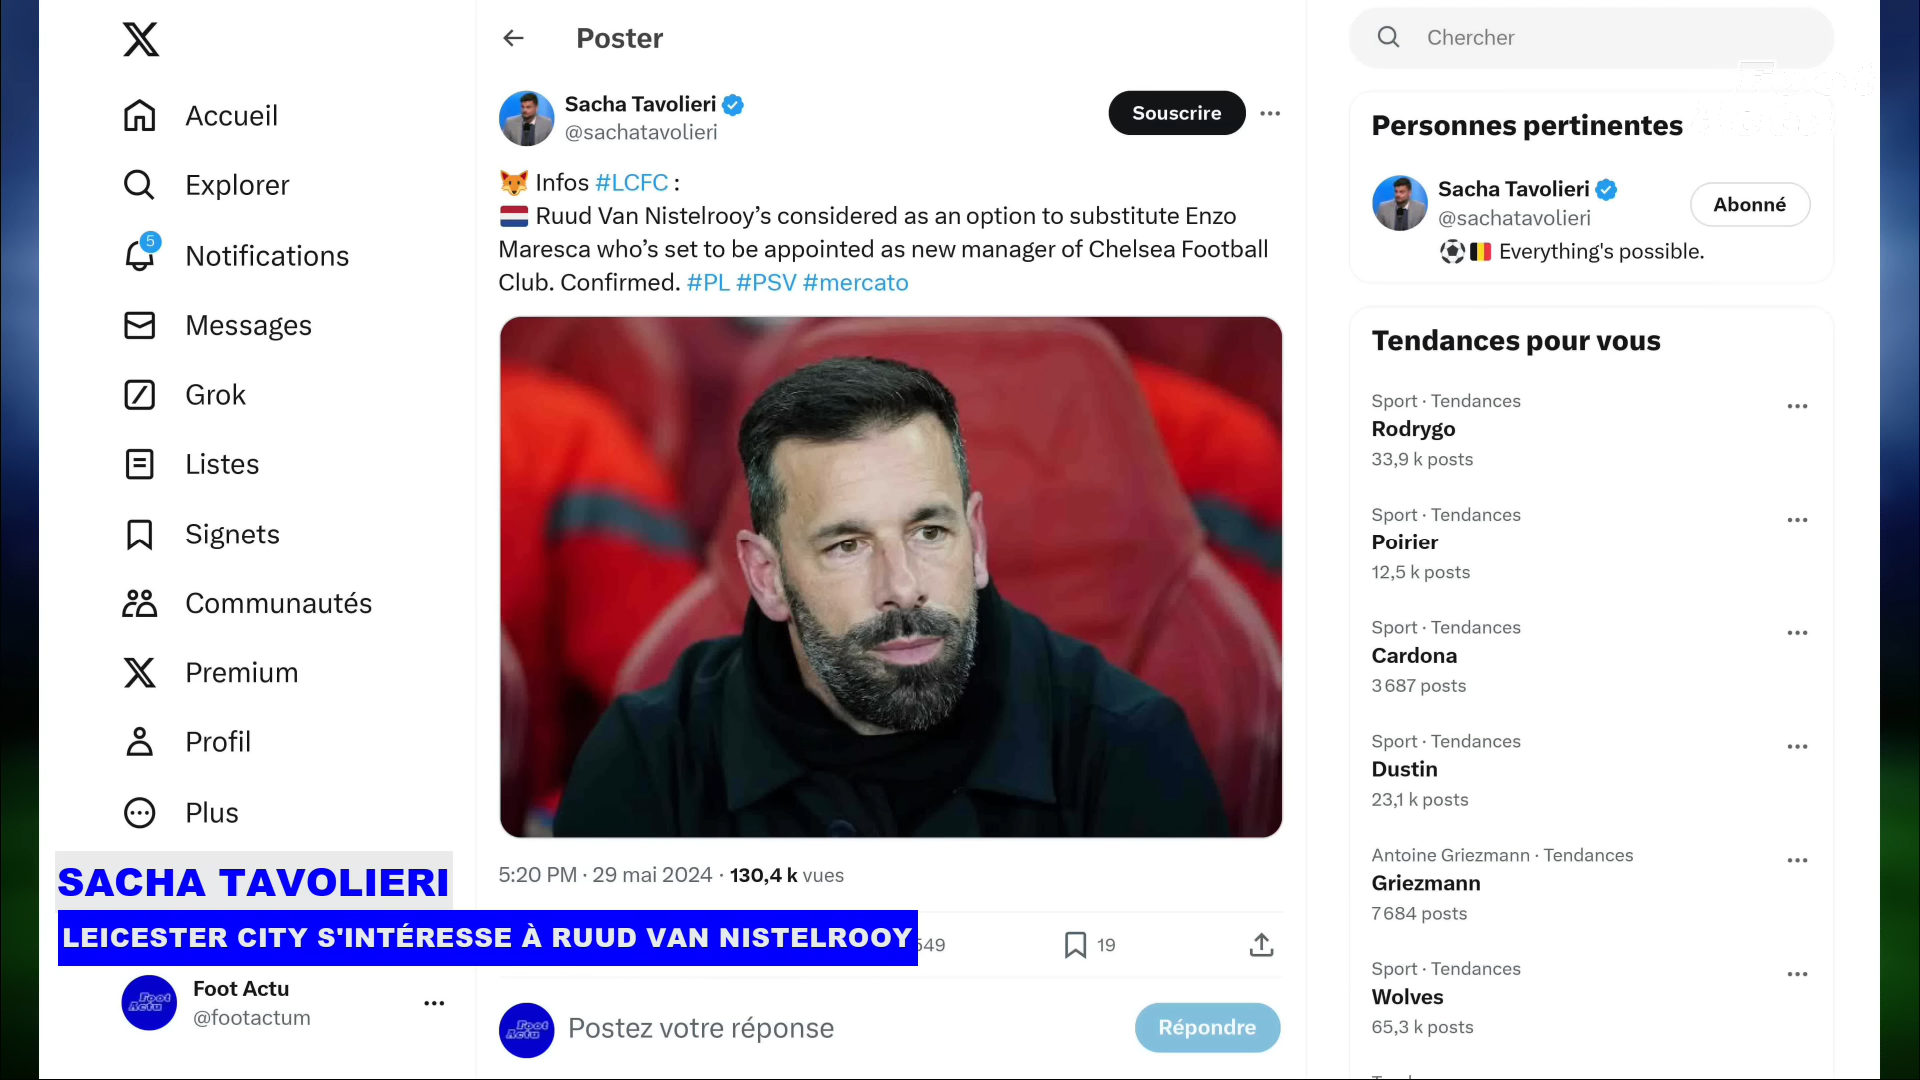 Accueil
Explorer
5
Notifications
Messages
Grok
Listes
Signets
Communautés
Premium
Profil
Plus
SACHA TAVOLIERI
LEICESTER CITY S'INTÉRESSE À RUUD VAN NISTELROOY
Foot Actu
@footactum
Poster
Sacha Tavolieri
@sachatavolieri
Souscrire
Infos #LCFC :
Ruud Van Nistelrooy’s considered as an option to substitute Enzo
Maresca who’s set to be appointed as new manager of Chelsea Football
Club. Confirmed. #PL #PSV #mercato
5:20 PM · 29 mai 2024 · 130,4 k vues
549
19
Foot
Actu
Postez votre réponse
Répondre
Chercher
Personnes pertinentes
Sacha Tavolieri
@sachatavolieri
Abonné
Everything's possible.
Tendances pour vous
Sport · Tendances
Rodrygo
33,9 k posts
Sport · Tendances
Poirier
12,5 k posts
Sport · Tendances
Cardona
3 687 posts
Sport · Tendances
Dustin
23,1 k posts
Antoine Griezmann · Tendances
Griezmann
7 684 posts
Sport · Tendances
Wolves
65,3 k posts